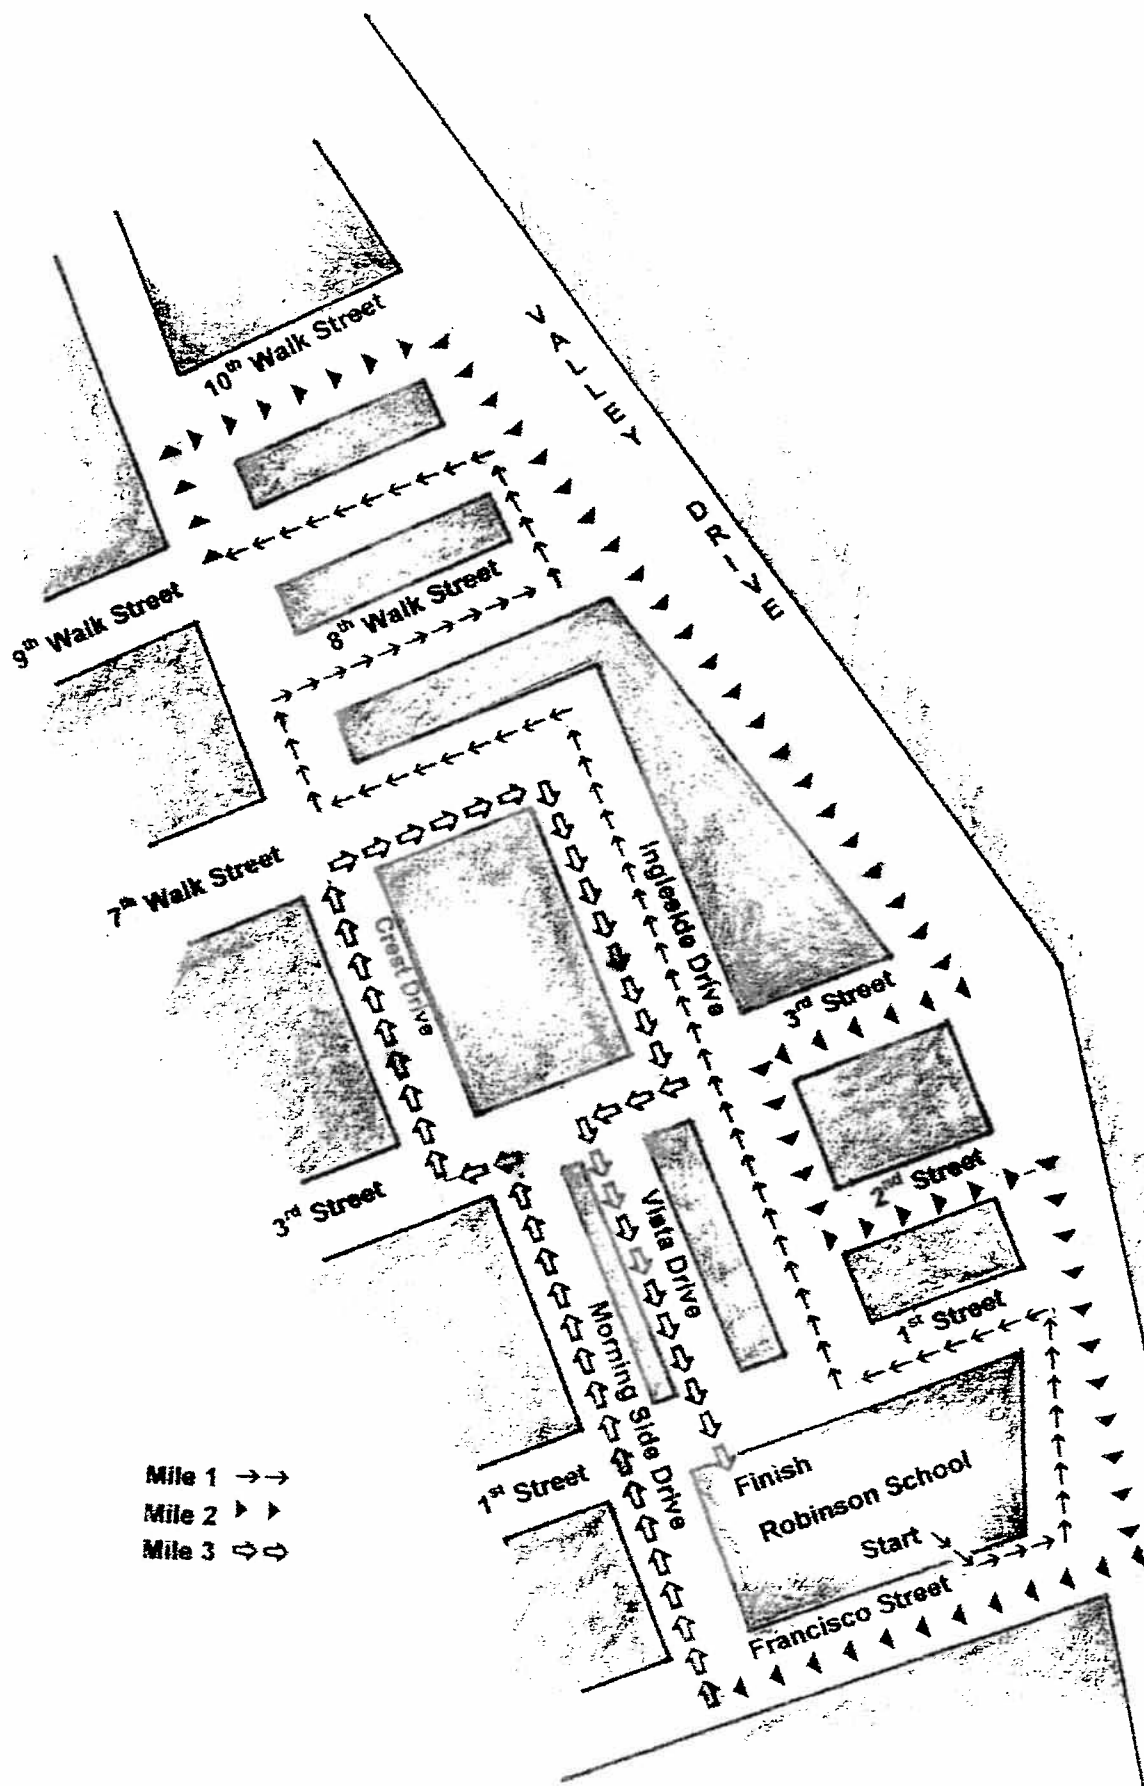 10th Walk Street
VALLEY DRIVE
8th Walk Street
9th Walk Street
7th Walk Street
Ingleside Drive
Crest Drive
3rd Street
2nd Street
3rd Street
Vista Drive
1st Street
Morning Side Drive
Finish
Robinson School
Start
1st Street
Francisco Street
Mile 1
Mile 2
Mile 3